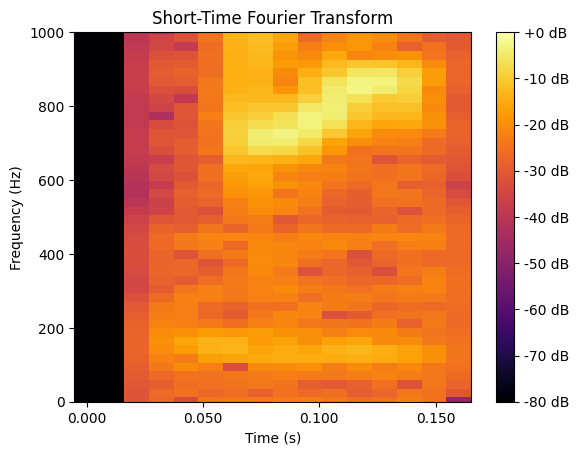 Short-Time Fourier Transform
1000
800
600
400
200
0
Frequency (Hz)
0.000
0.050
0.100
0.150
Time (s)
+0 dB
-10 dB
-20 dB
-30 dB
-40 dB
-50 dB
-60 dB
-70 dB
-80 dB